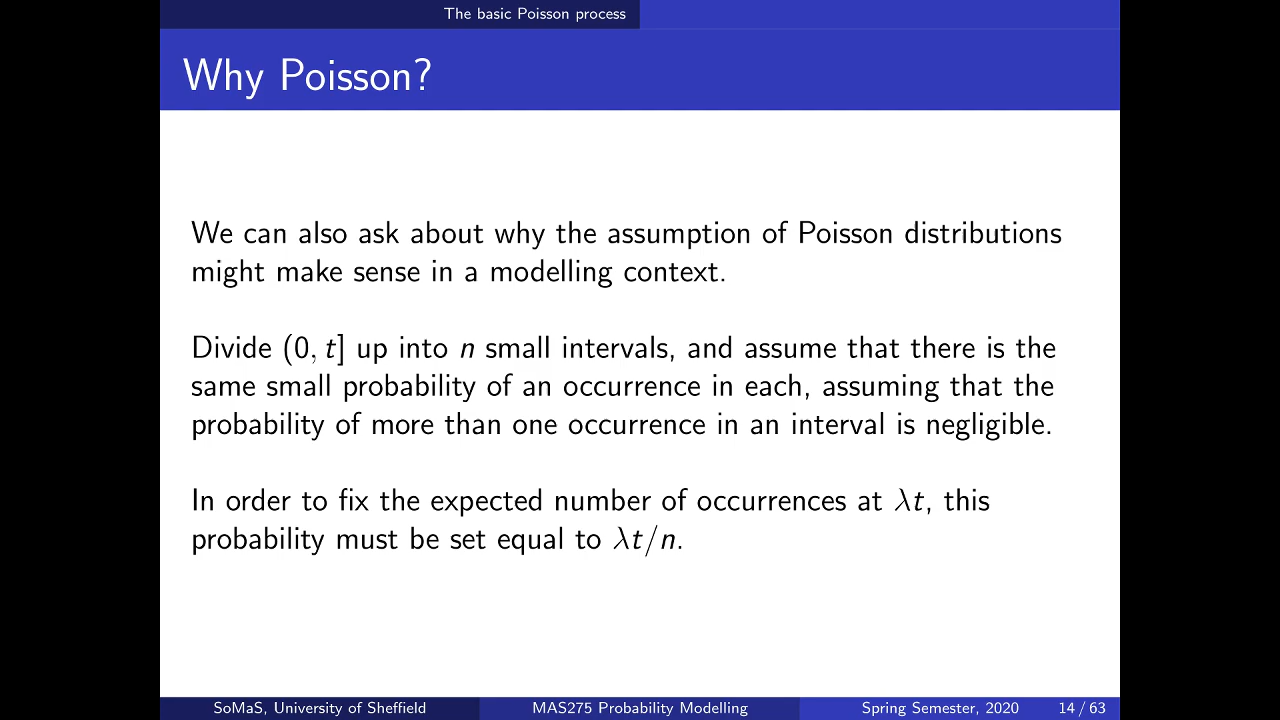 The basic Poisson process
Why Poisson?
We can also ask about why the assumption of Poisson distributions
might make sense in a modelling context.
Divide (0, t] up into n small intervals, and assume that there is the
same small probability of an occurrence in each, assuming that the
probability of more than one occurrence in an interval is negligible.
In order to fix the expected number of occurrences at λt, this
probability must be set equal to λt/n.
SoMaS, University of Sheffield MAS275 Probability Modelling Spring Semester, 2020 14 / 63